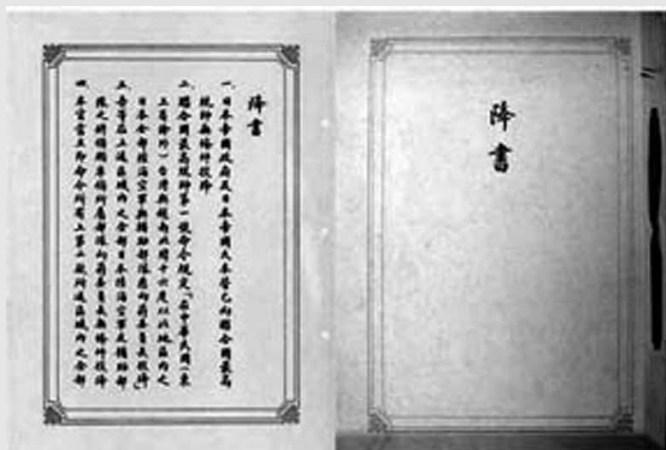 降書
降書
一、日本帝國政府及日本帝國大本營已向聯合國最高
統帥無條件投降
二、聯合國最高統帥第一號命令規定「在中華民國(東
三省除外)台灣與越南北緯十六度以北地區內之
日本全部陸海空軍與輔助部隊應向蔣委員長投降」
三、吾等在上述區域內之全部日本陸海空軍及輔助部
隊之將領願率領所屬部隊向蔣委員長無條件投降
四、本官當立即命令所有上第二款所述區域內之全部